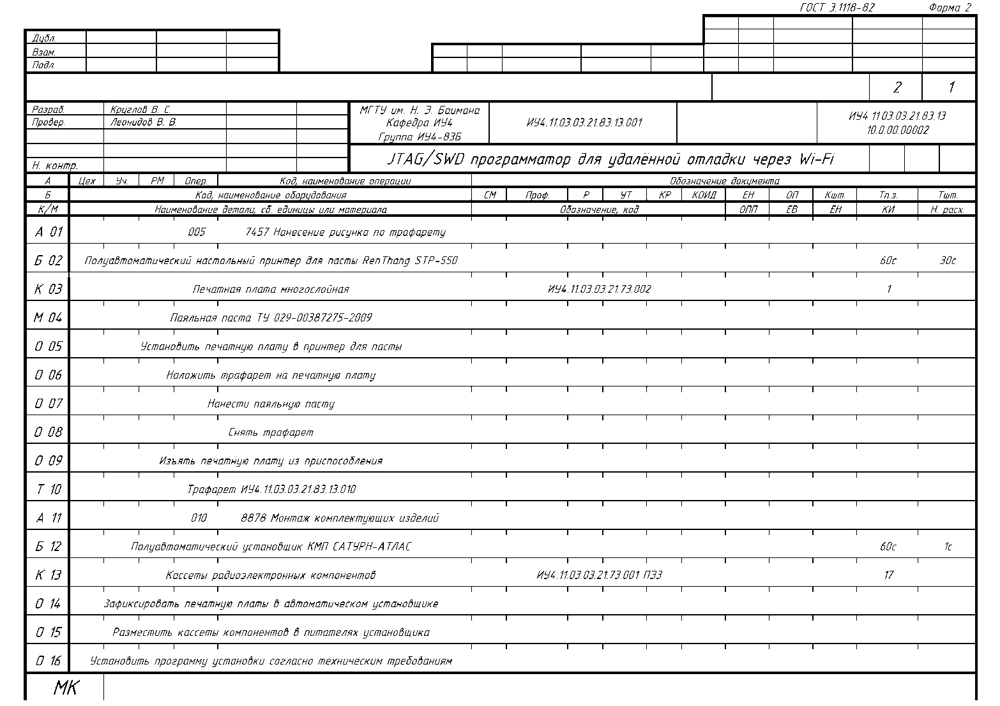 ГОСТ 3.1118-82 Форма 2
Дубл.
Взам.
Подл.
2 1
Разраб. Круглов В. С.
Провер. Леонидов В. В.
Н. контр.
МГТУ им. Н. Э. Баумана
Кафедра ИУ4
Группа ИУ4-83Б
ИУ4.11.03.03.21.83.13.001
ИУ4 11.03.03.21.83.13
10.0.00.00002
JTAG/SWD программатор для удалённой отладки через Wi-Fi
А Цех Уч. РМ Опер. Код, наименование операции Обозначение документа
Б Код, наименование оборудования СМ Проф. Р УТ КР КОИД ЕН ОП Кшт. Тп.з. Тшт.
К/М Наименование детали, сб. единицы или материала Обозначение, код ОПП ЕВ ЕН КИ Н. расх.
А 01 005 7457 Нанесение рисунка по трафарету
Б 02 Полуавтоматический настольный принтер для пасты RenThang STP-550 60с 30с
К 03 Печатная плата многослойная ИУ4.11.03.03.21.73.002 1
М 04 Паяльная паста ТУ 029-00387275-2009
О 05 Установить печатную плату в принтер для пасты
О 06 Наложить трафарет на печатную плату
О 07 Нанести паяльную пасту
О 08 Снять трафарет
О 09 Изъять печатную плату из приспособления
Т 10 Трафарет ИУ4.11.03.03.21.83.13.010
А 11 010 8878 Монтаж комплектующих изделий
Б 12 Полуавтоматический установщик КМП САТУРН-АТЛАС 60с 1с
К 13 Кассеты радиоэлектронных компонентов ИУ4.11.03.03.21.73.001 ПЭ3 17
О 14 Зафиксировать печатную платы в автоматическом установщике
О 15 Разместить кассеты компонентов в питателях установщика
О 16 Установить программу установки согласно техническим требованиям
МК